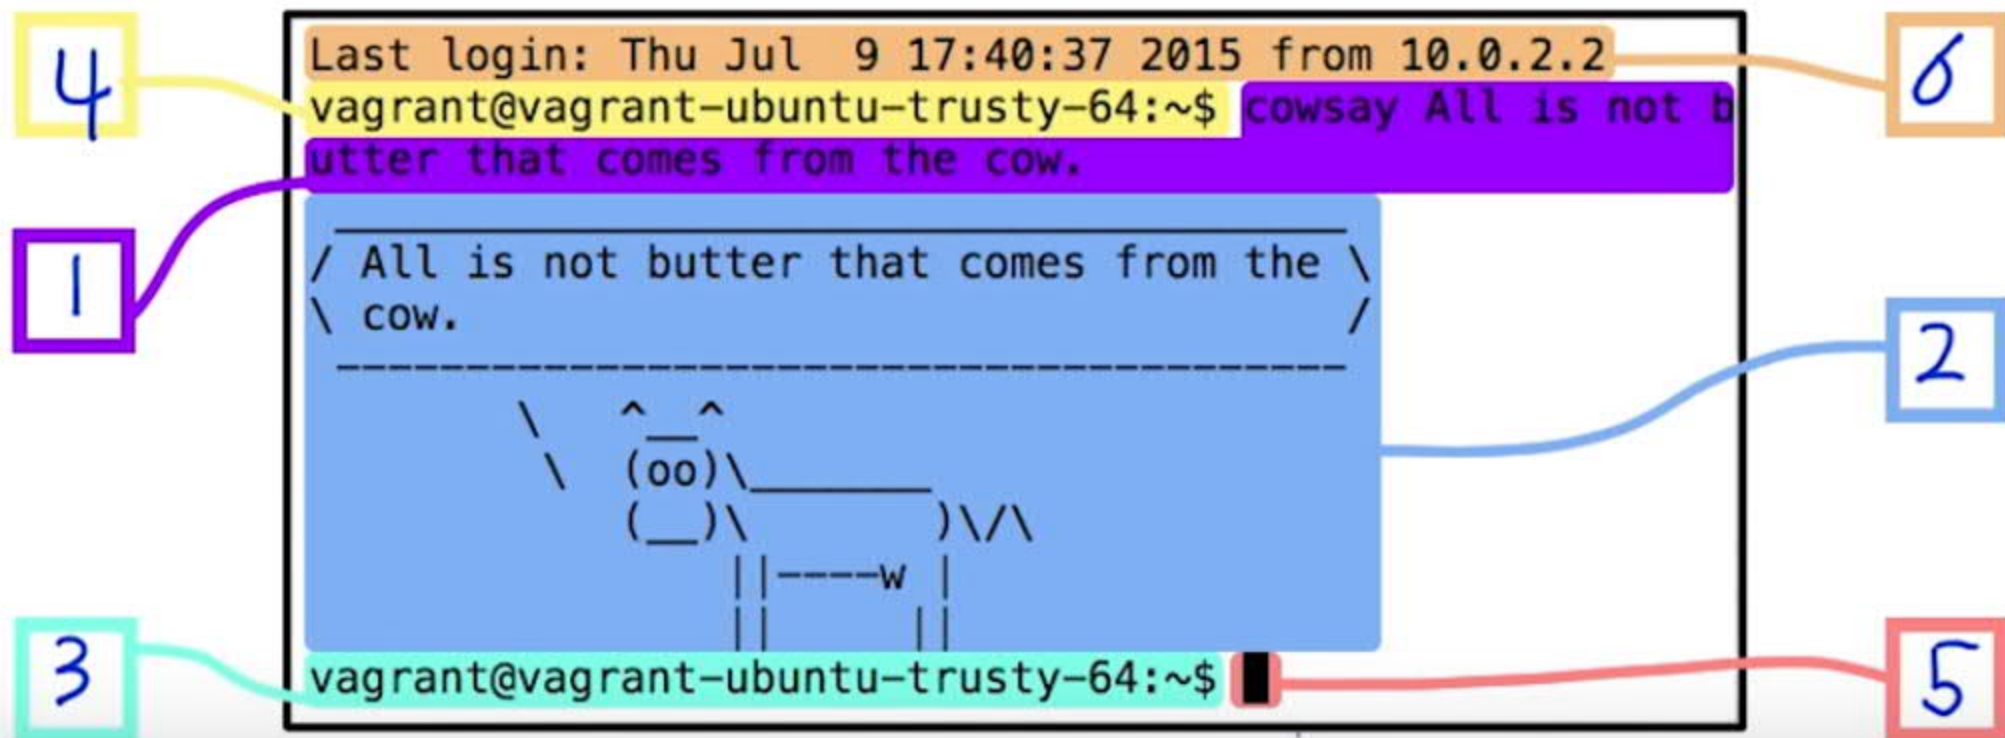 4
Last login: Thu Jul  9 17:40:37 2015 from 10.0.2.2
6
vagrant@vagrant-ubuntu-trusty-64:~$ cowsay All is not b
utter that comes from the cow.
1
 _______________________________________
/ All is not butter that comes from the \
\ cow.                                  /
 ---------------------------------------
2
        \   ^__^
         \  (oo)\_______
            (__)\       )\/\
                ||----w |
                ||     ||
3
vagrant@vagrant-ubuntu-trusty-64:~$
5